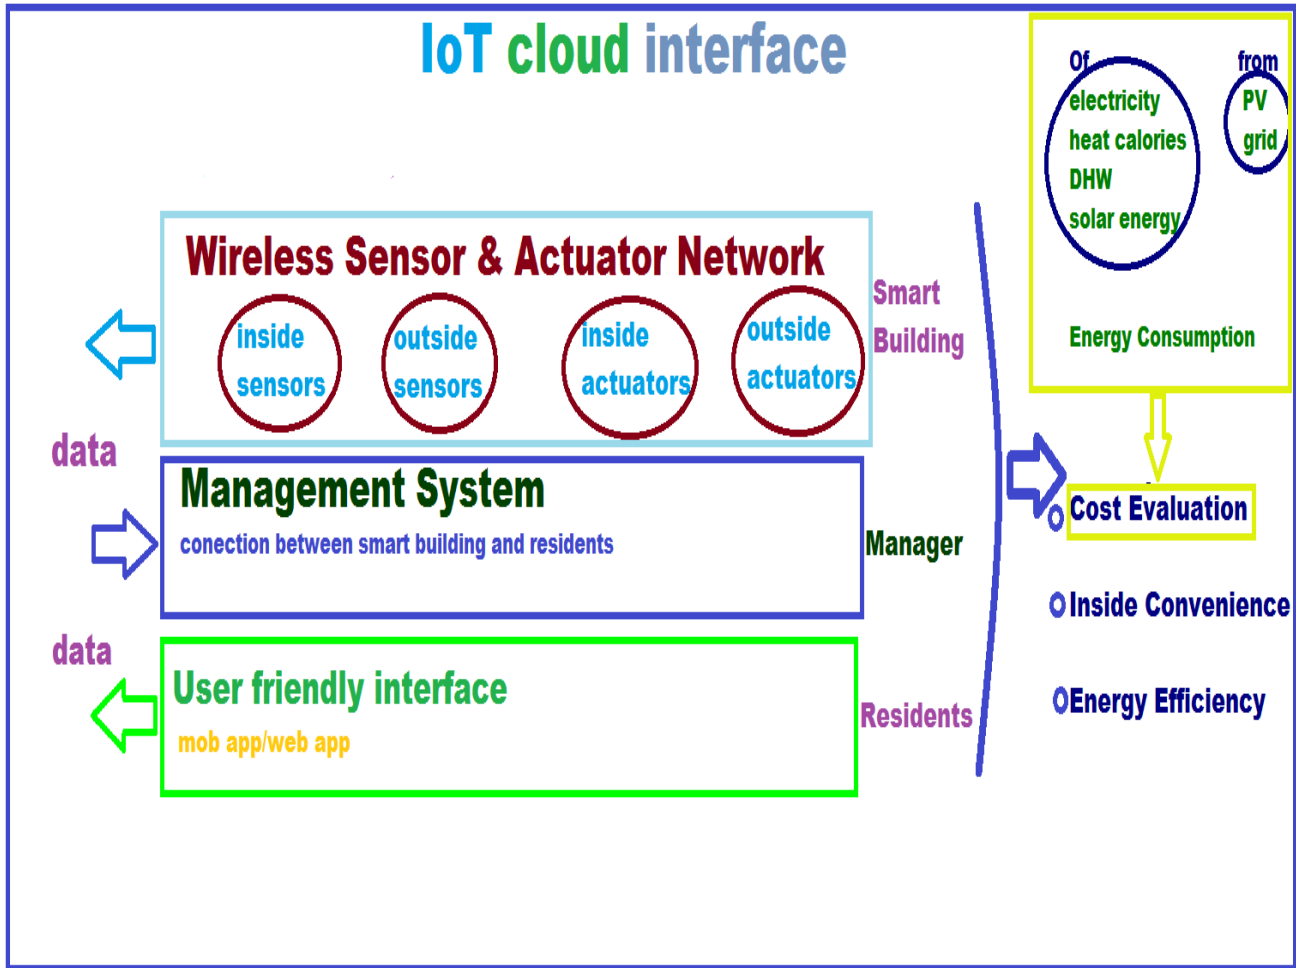 IoT cloud interface
Of
electricity
heat calories
DHW
solar energy
from
PV
grid
Energy Consumption
Wireless Sensor & Actuator Network
inside
sensors
outside
sensors
inside
actuators
outside
actuators
Smart
Building
data
Management System
conection between smart building and residents
Manager
data
User friendly interface
mob app/web app
Residents
Cost Evaluation
Inside Convenience
Energy Efficiency